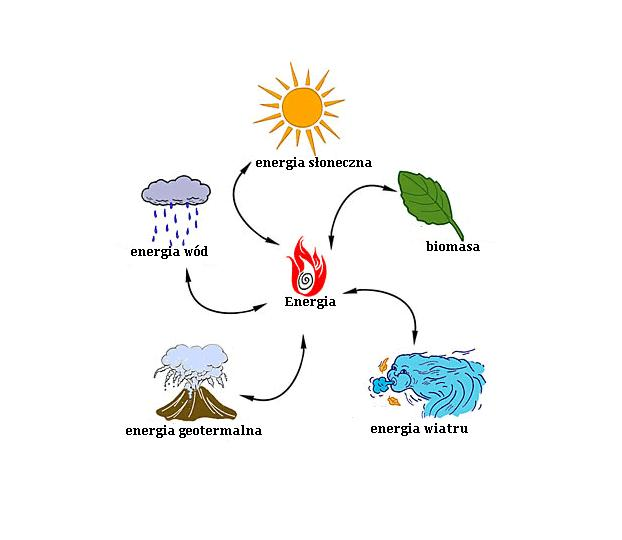 energia słoneczna
biomasa
energia wód
Energia
energia geotermalna
energia wiatru